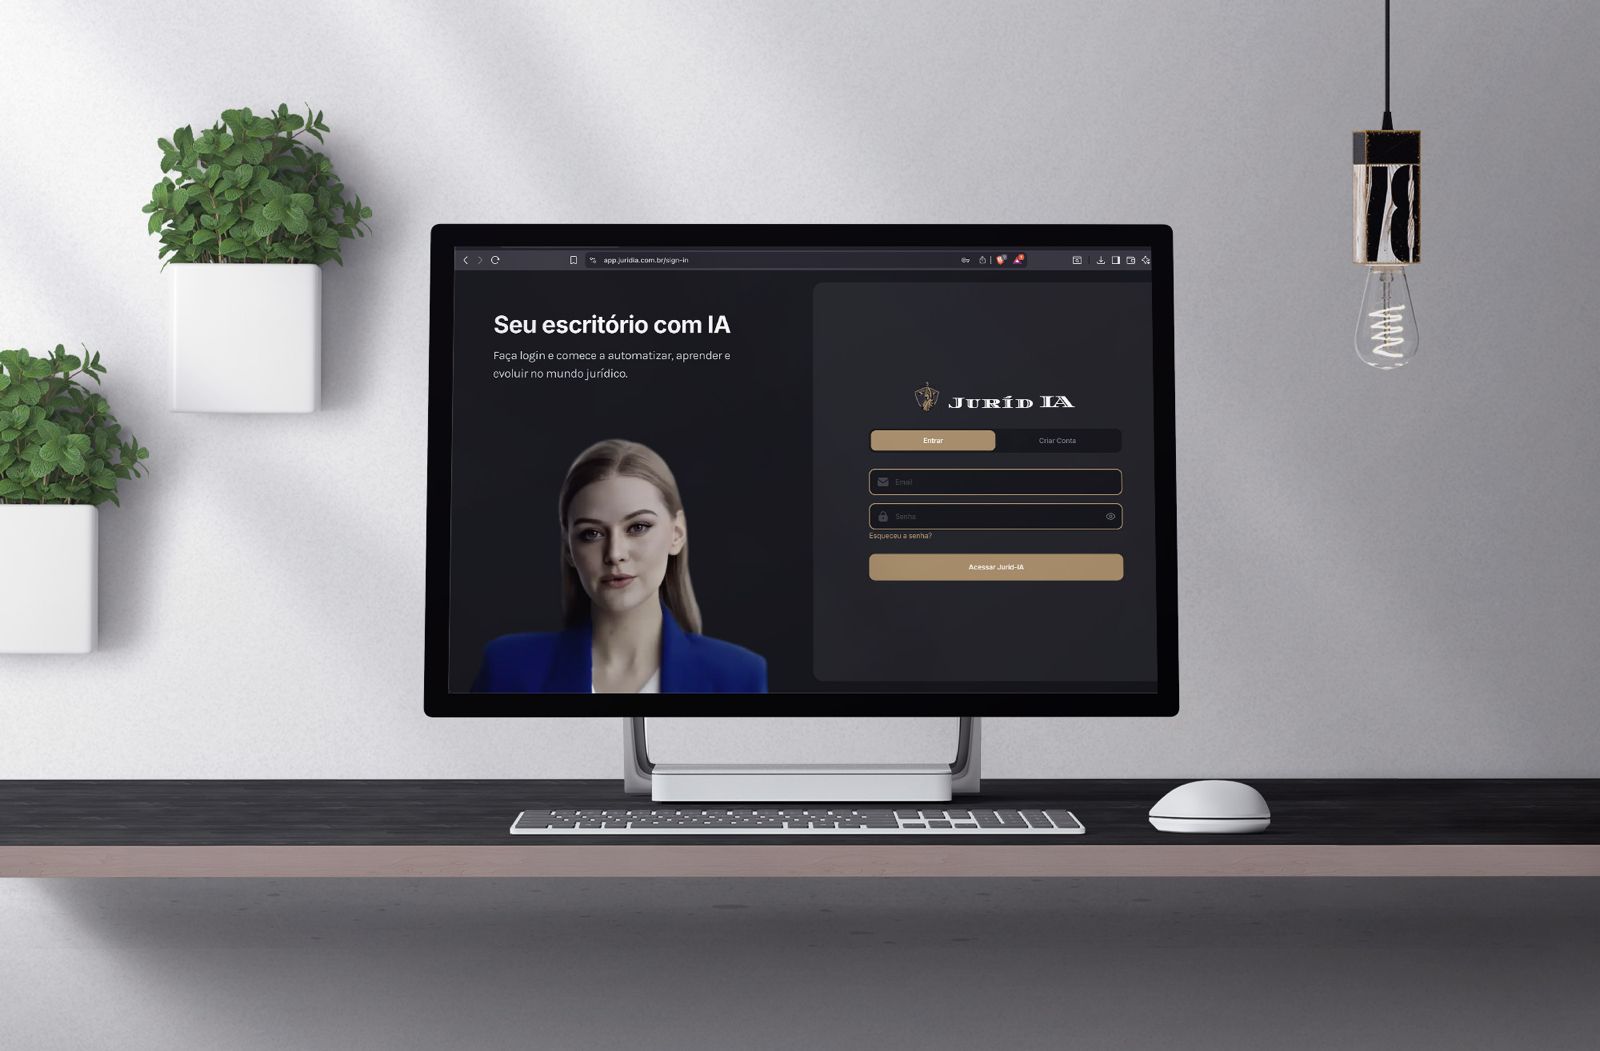 app.juridia.com.br/sign-in
Seu escritório com IA
Faça login e comece a automatizar, aprender e
evoluir no mundo jurídico.
JURÍD IA
Entrar
Criar Conta
Email
Senha
Esqueceu a senha?
Acessar Jurid-IA